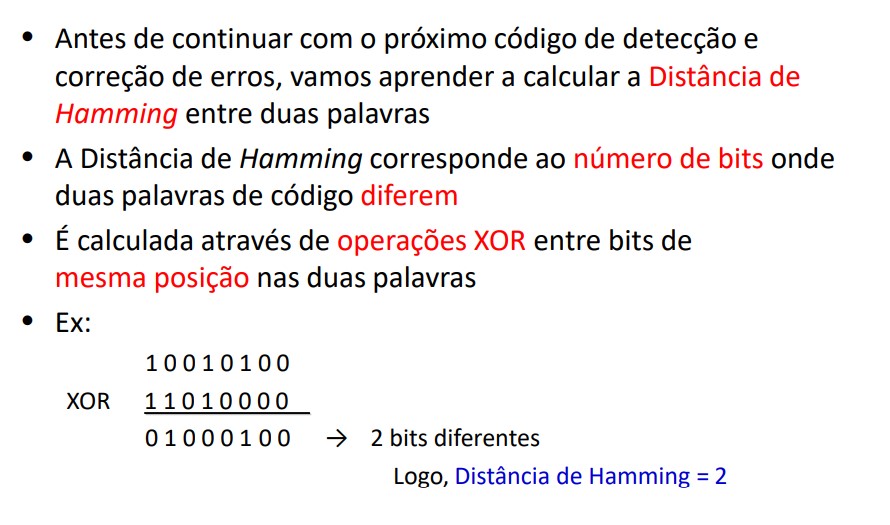 • Antes de continuar com o próximo código de detecção e
correção de erros, vamos aprender a calcular a Distância de
Hamming entre duas palavras
• A Distância de Hamming corresponde ao número de bits onde
duas palavras de código diferem
• É calculada através de operações XOR entre bits de
mesma posição nas duas palavras
• Ex:
1 0 0 1 0 1 0 0
XOR 1 1 0 1 0 0 0 0
0 1 0 0 0 1 0 0 → 2 bits diferentes
Logo, Distância de Hamming = 2